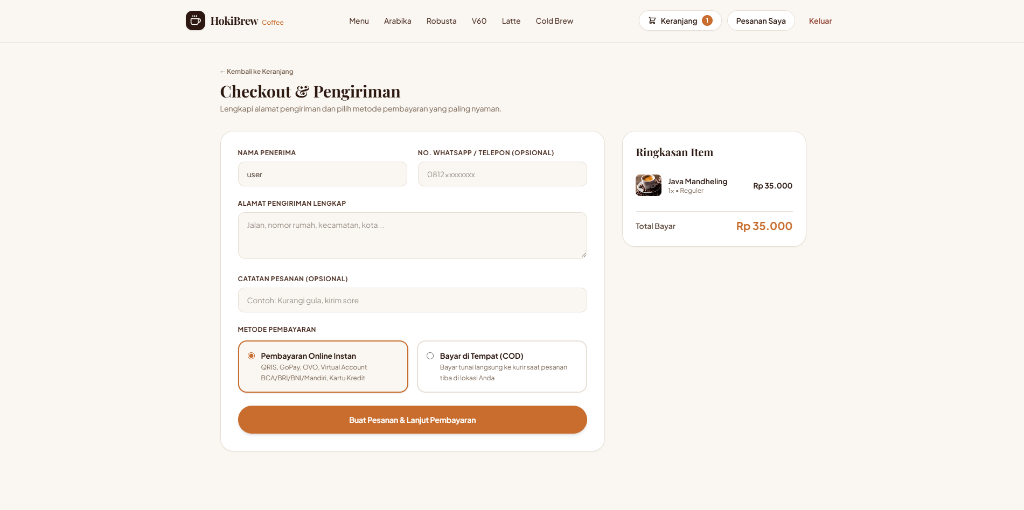 HokiBrew Coffee
Menu Arabika Robusta V60 Latte Cold Brew
Keranjang 1 Pesanan Saya Keluar
← Kembali ke Keranjang
Checkout & Pengiriman
Lengkapi alamat pengiriman dan pilih metode pembayaran yang paling nyaman.
NAMA PENERIMA
user
NO. WHATSAPP / TELEPON (OPSIONAL)
0812xxxxxxxx
ALAMAT PENGIRIMAN LENGKAP
Jalan, nomor rumah, kecamatan, kota...
CATATAN PESANAN (OPSIONAL)
Contoh: Kurangi gula, kirim sore
METODE PEMBAYARAN
Pembayaran Online Instan
QRIS, GoPay, OVO, Virtual Account
BCA/BRI/BNI/Mandiri, Kartu Kredit
Bayar di Tempat (COD)
Bayar tunai langsung ke kurir saat pesanan
tiba di lokasi Anda
Buat Pesanan & Lanjut Pembayaran
Ringkasan Item
Java Mandheling
1x • Reguler
Rp 35.000
Total Bayar Rp 35.000